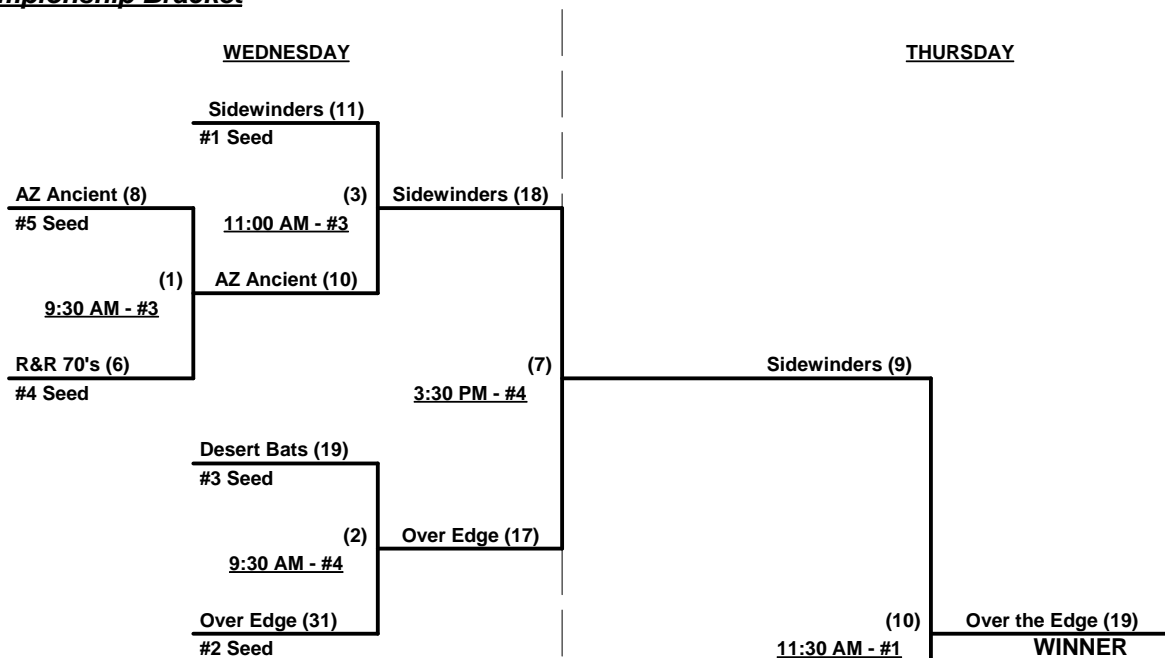 WEDNESDAY
THURSDAY
Sidewinders (11)
#1 Seed
AZ Ancient (8)
(3)
Sidewinders (18)
#5 Seed
11:00 AM - #3
(1)
AZ Ancient (10)
9:30 AM - #3
R&R 70's (6)
(7)
Sidewinders (9)
#4 Seed
3:30 PM - #4
Desert Bats (19)
#3 Seed
(2)
Over Edge (17)
9:30 AM - #4
Over Edge (31)
(10)
Over the Edge (19)
#2 Seed
11:30 AM - #1
WINNER